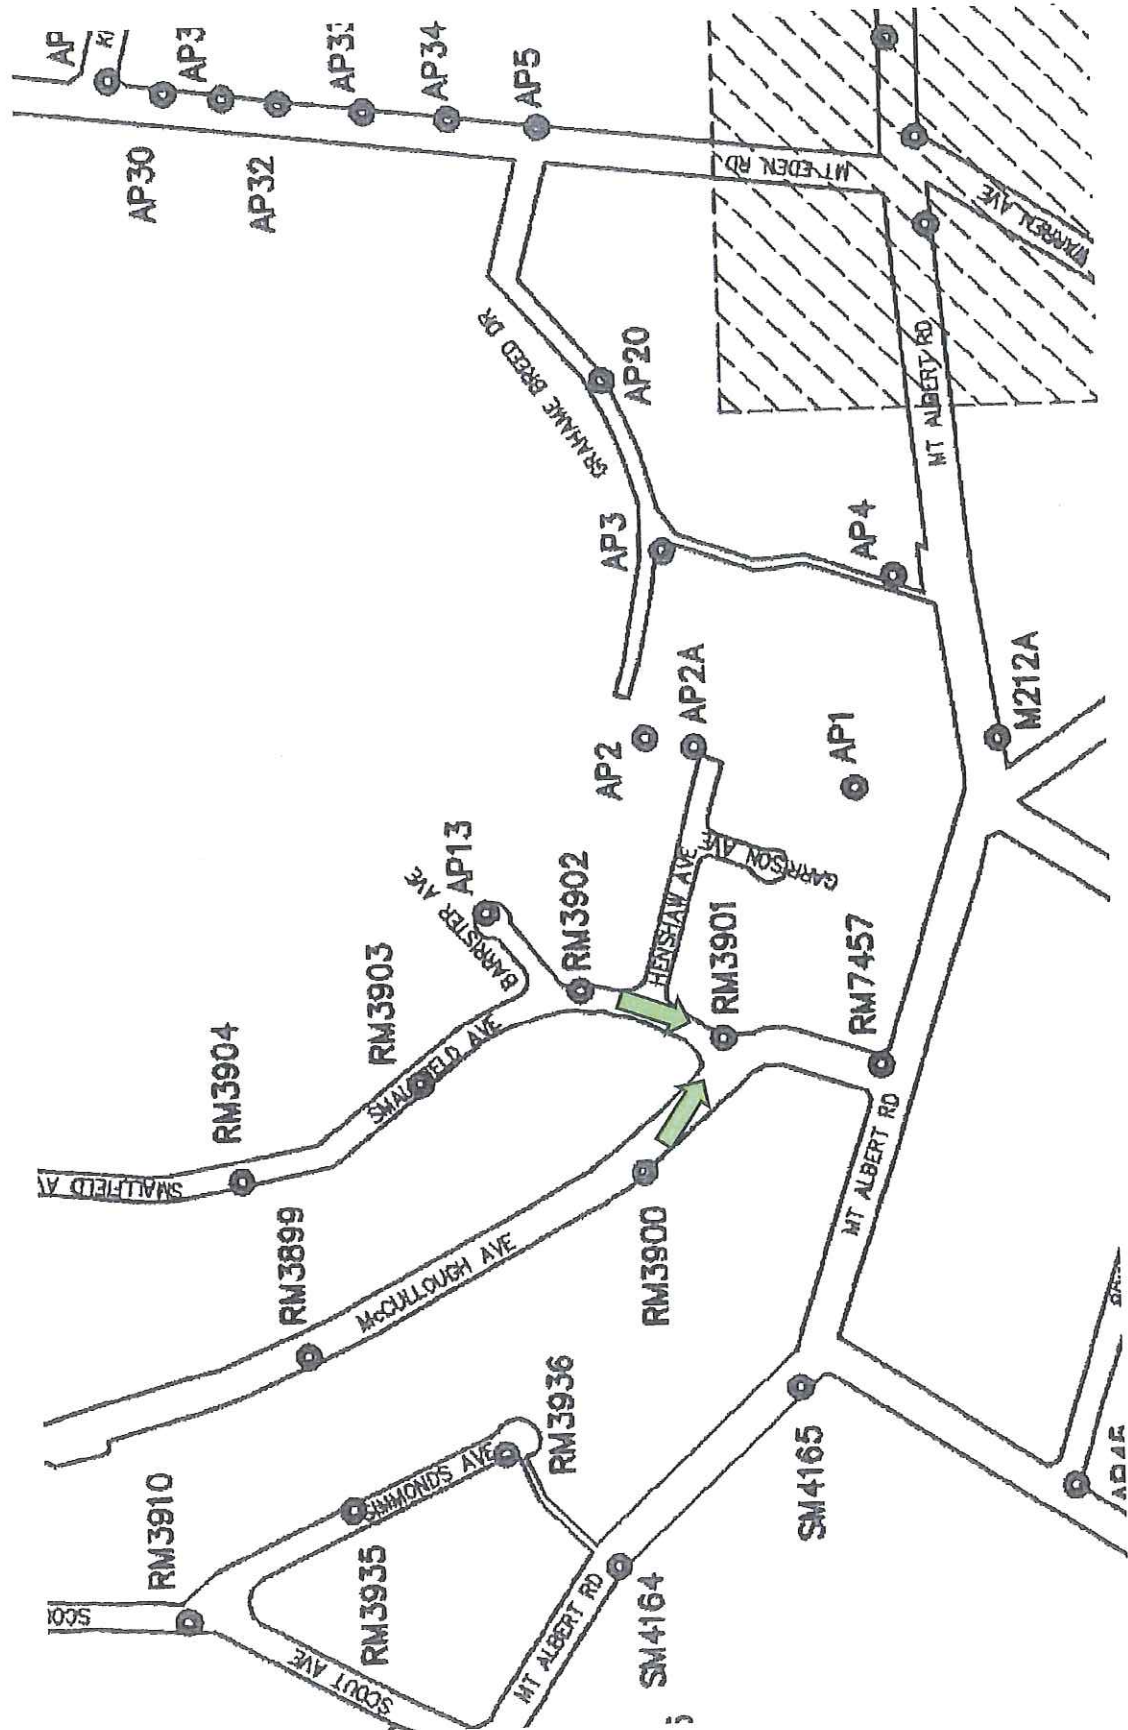 AP
AP3
AP34
AP5
AP30
AP32
MT EDEN RD
WARREN AVE
GRAHAME BREED DR
AP20
MT ALBERT RD
AP3
AP4
AP2
AP2A
M212A
AP1
BARRISTER AVE
AP13
RM3902
HENSHAW AVE
GARRISON AVE
RM3901
RM7457
RM3903
SMALLFIELD AVE
RM3904
SMALLFIELD AV
RM3899
McCULLOUGH AVE
RM3900
MT ALBERT RD
RM3936
SIMMONDS AVE
RM3910
RM3935
SM4165
SM4164
MT ALBERT RD
SCOUT AVE